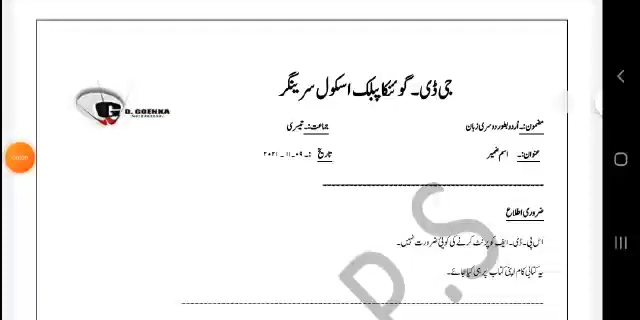 جی ڈی۔ گوئنکا پبلک اسکول سرینگر
G D. GOENKA
مضمون:۔ اُردو بطور دوسری زبان جماعت:۔ تیسری
عنوان:۔ اسم ضمیر تاریخ :۔ ۰۹۔ ۱۱ ۔ ۲۰۲۱
ضروری اطلاع
اس پی۔ ڈی۔ ایف کو پرنٹ کرنے کی کوئی ضرورت نہیں۔
یہ کتابی کام اپنی کتاب پر ہی کیا جائے۔
P.S